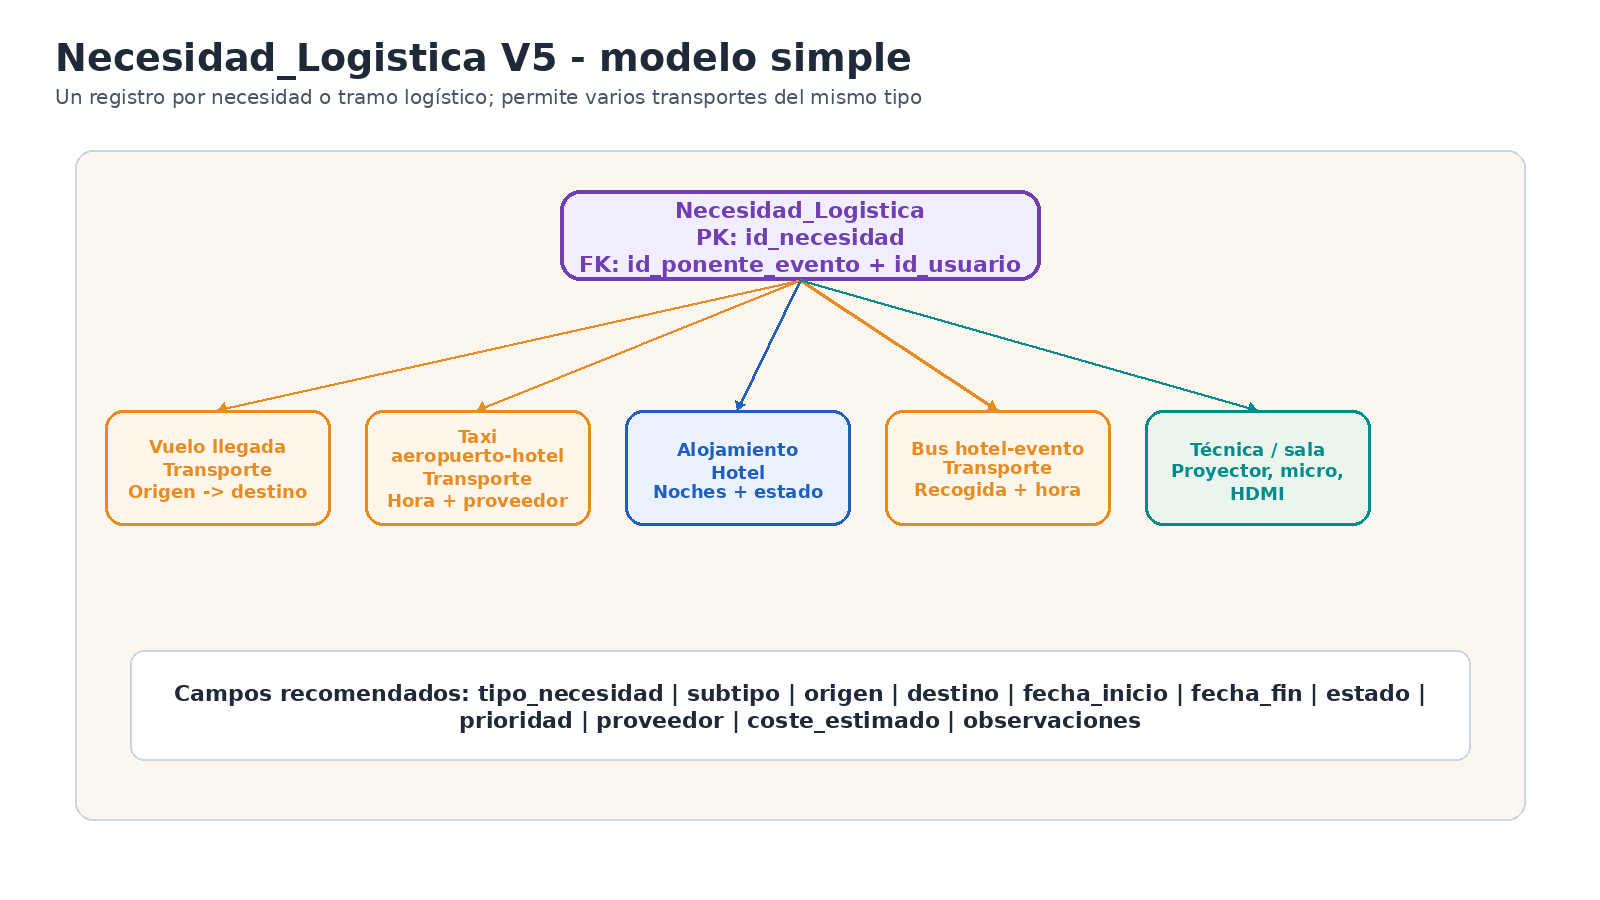 Necesidad_Logistica V5 - modelo simple
Un registro por necesidad o tramo logístico; permite varios transportes del mismo tipo
Necesidad_Logistica
PK: id_necesidad
FK: id_ponente_evento + id_usuario
Vuelo llegada
Transporte
Origen -> destino
Taxi
aeropuerto-hotel
Transporte
Hora + proveedor
Alojamiento
Hotel
Noches + estado
Bus hotel-evento
Transporte
Recogida + hora
Técnica / sala
Proyector, micro,
HDMI
Campos recomendados: tipo_necesidad | subtipo | origen | destino | fecha_inicio | fecha_fin | estado |
prioridad | proveedor | coste_estimado | observaciones